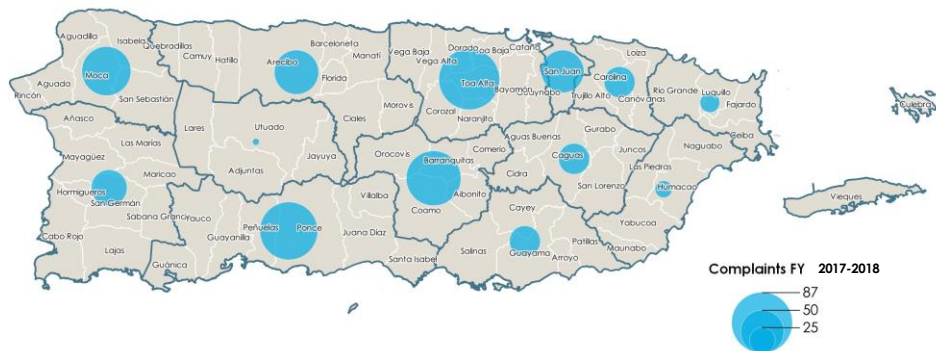 Aguadilla
Isabela
Quebradillas
Camuy
Hatillo
Arecibo
Barceloneta
Manatí
Florida
Vega Baja
Vega Alta
Dorado
Toa Baja
Cataño
Toa Alta
Bayamón
Guaynabo
San Juan
Trujillo Alto
Carolina
Loiza
Canóvanas
Río Grande
Luquillo
Fajardo
Ceiba
Culebra
Moca
Aguada
Rincón
San Sebastián
Añasco
Lares
Utuado
Ciales
Morovis
Corozal
Naranjito
Las Marías
Mayagüez
Maricao
Adjuntas
Jayuya
Orocovis
Barranquitas
Comerío
Aguas Buenas
Gurabo
Caguas
Juncos
Cidra
San Lorenzo
Las Piedras
Naguabo
Humacao
Vieques
Hormigueros
San Germán
Sabana Grande
Yauco
Cabo Rojo
Lajas
Guánica
Guayanilla
Peñuelas
Ponce
Villalba
Juana Díaz
Santa Isabel
Coamo
Aibonito
Cayey
Salinas
Guayama
Arroyo
Patillas
Yabucoa
Maunabo
Complaints FY 2017-2018
87
50
25